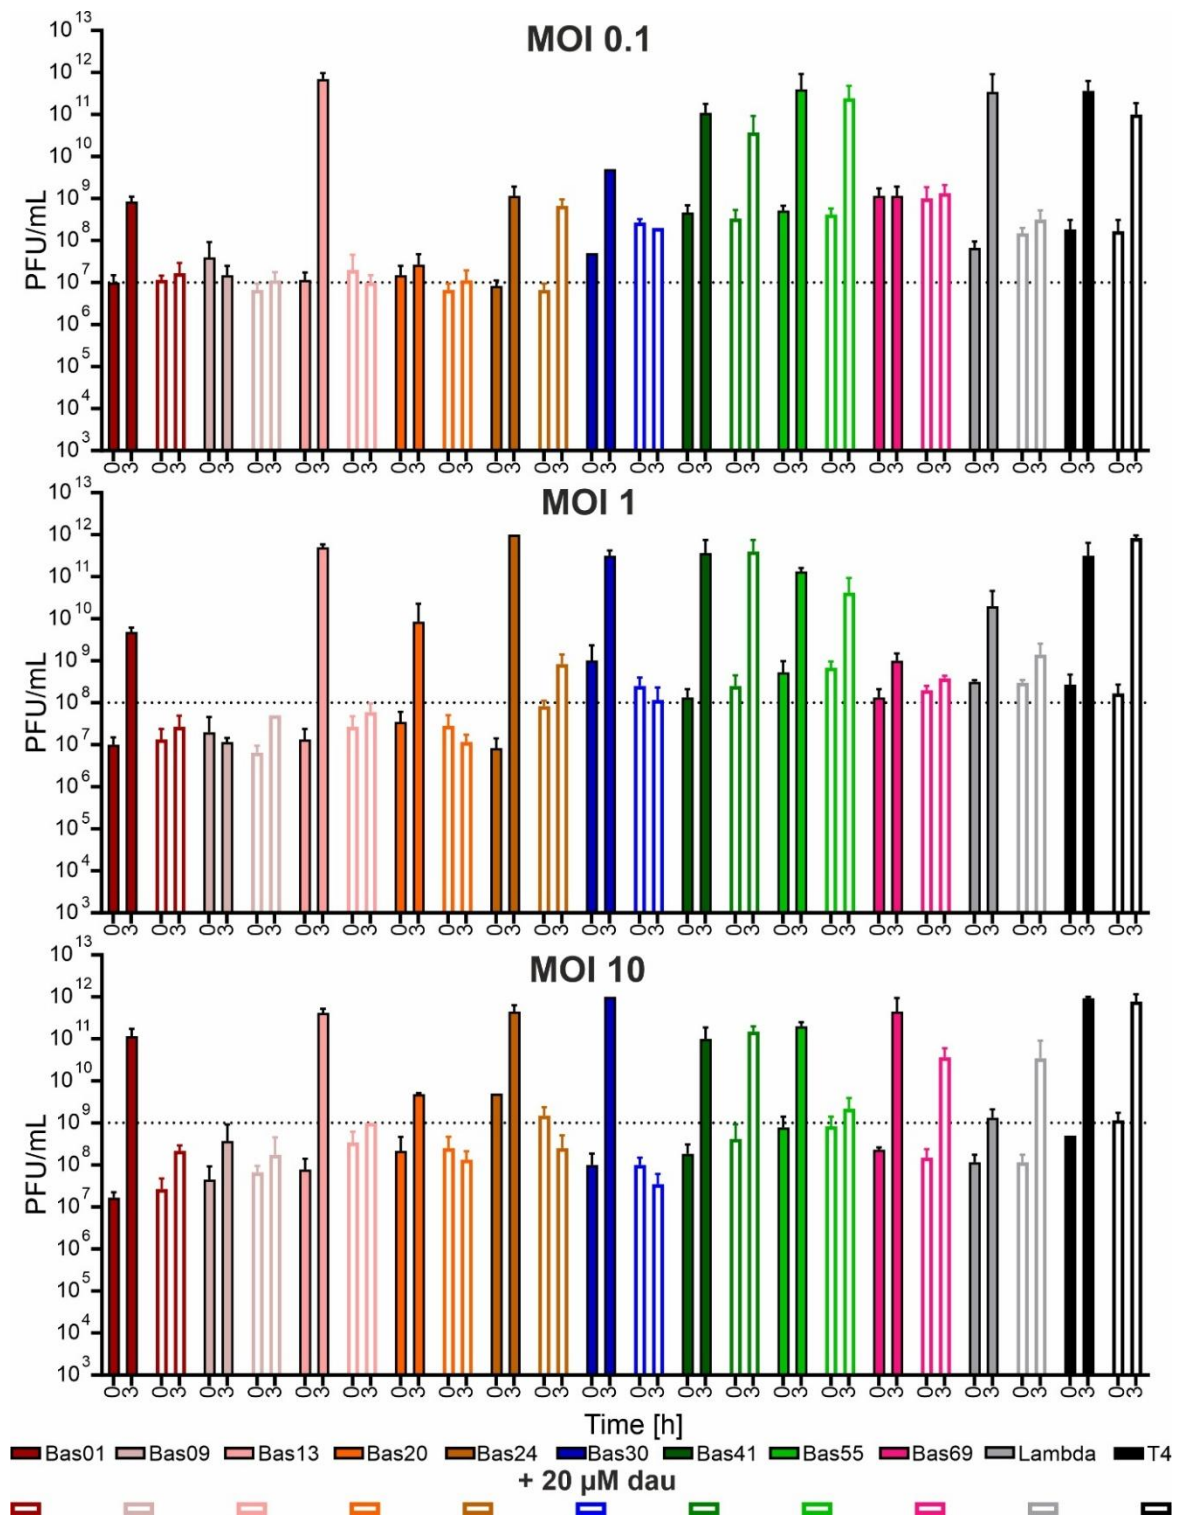 MOI 0.1
PFU/mL
10^13
10^12
10^11
10^10
10^9
10^8
10^7
10^6
10^5
10^4
10^3
0 3 0 3 0 3 0 3 0 3 0 3 0 3 0 3 0 3 0 3 0 3 0 3 0 3 0 3 0 3 0 3 0 3 0 3 0 3 0 3 0 3 0 3
MOI 1
PFU/mL
10^13
10^12
10^11
10^10
10^9
10^8
10^7
10^6
10^5
10^4
10^3
0 3 0 3 0 3 0 3 0 3 0 3 0 3 0 3 0 3 0 3 0 3 0 3 0 3 0 3 0 3 0 3 0 3 0 3 0 3 0 3 0 3 0 3
MOI 10
PFU/mL
10^13
10^12
10^11
10^10
10^9
10^8
10^7
10^6
10^5
10^4
10^3
0 3 0 3 0 3 0 3 0 3 0 3 0 3 0 3 0 3 0 3 0 3 0 3 0 3 0 3 0 3 0 3 0 3 0 3 0 3 0 3 0 3 0 3
Time [h]
Bas01 Bas09 Bas13 Bas20 Bas24 Bas30 Bas41 Bas55 Bas69 Lambda T4
+ 20 µM dau